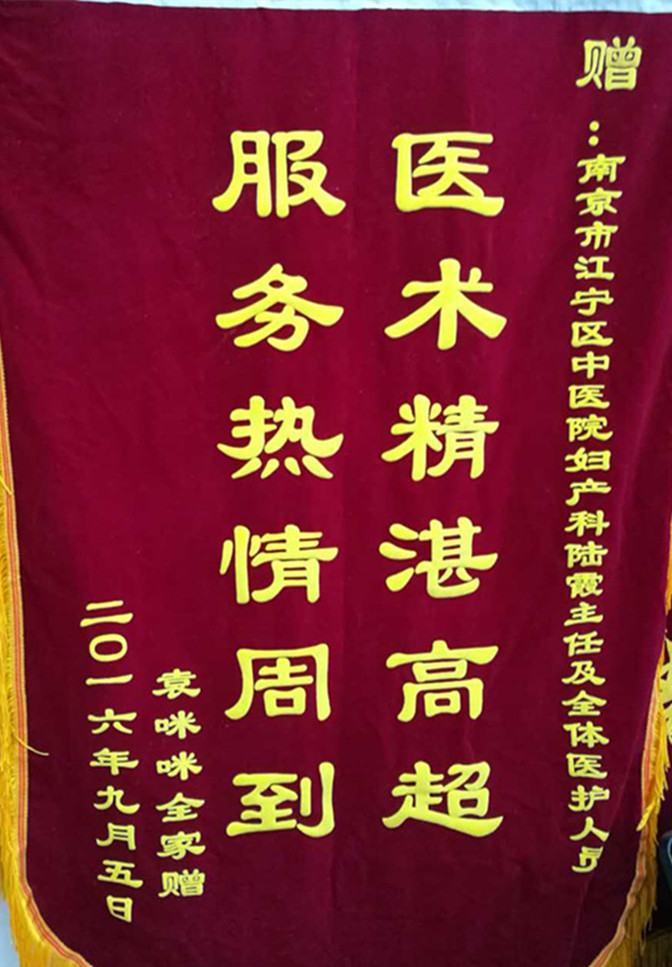 赠：南京市江宁区中医院妇产科陆霞主任及全体医护人员
医术精湛高超
服务热情周到
袁咪咪全家赠
二〇一六年九月五日